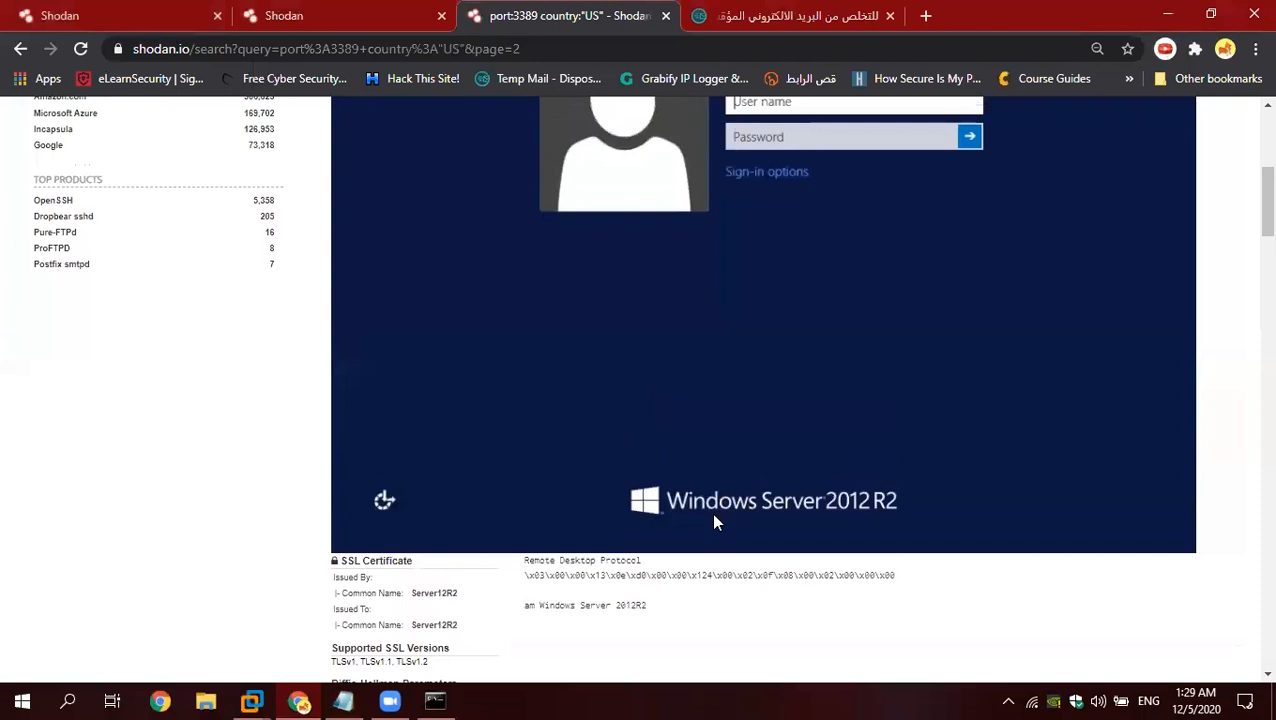 Shodan
Shodan
port:3389 country:"US" - Shodan
للتخلص من البريد الالكتروني المؤقت
shodan.io/search?query=port%3A3389+country%3A"US"&page=2
Apps
eLearnSecurity | Sig...
Free Cyber Security...
Hack This Site!
Temp Mail - Dispos...
Grabify IP Logger &...
قص الرابط
How Secure Is My P...
Course Guides
»
Other bookmarks
Microsoft Azure 169,702
Incapsula 126,953
Google 73,318
TOP PRODUCTS
OpenSSH 5,358
Dropbear sshd 205
Pure-FTPd 16
ProFTPD 8
Postfix smtpd 7
User name
Password
Sign-in options
Windows Server 2012 R2
SSL Certificate
Issued By:
|- Common Name: Server12R2
Issued To:
|- Common Name: Server12R2
Supported SSL Versions
TLSv1, TLSv1.1, TLSv1.2
Remote Desktop Protocol
\x03\x00\x00\x13\x0e\xd0\x00\x00\x124\x00\x02\x0f\x08\x00\x02\x00\x00\x00
am Windows Server 2012R2
ENG
1:29 AM
12/5/2020